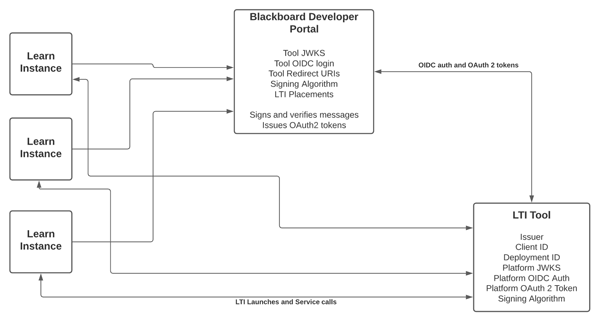 Blackboard Developer
Portal
Tool JWKS
Tool OIDC login
Tool Redirect URIs
Signing Algorithm
LTI Placements
Signs and verifies messages
Issues OAuth2 tokens
Learn
Instance
Learn
Instance
Learn
Instance
OIDC auth and OAuth 2 tokens
LTI Tool
Issuer
Client ID
Deployment ID
Platform JWKS
Platform OIDC Auth
Platform OAuth 2 Token
Signing Algorithm
LTI Launches and Service calls